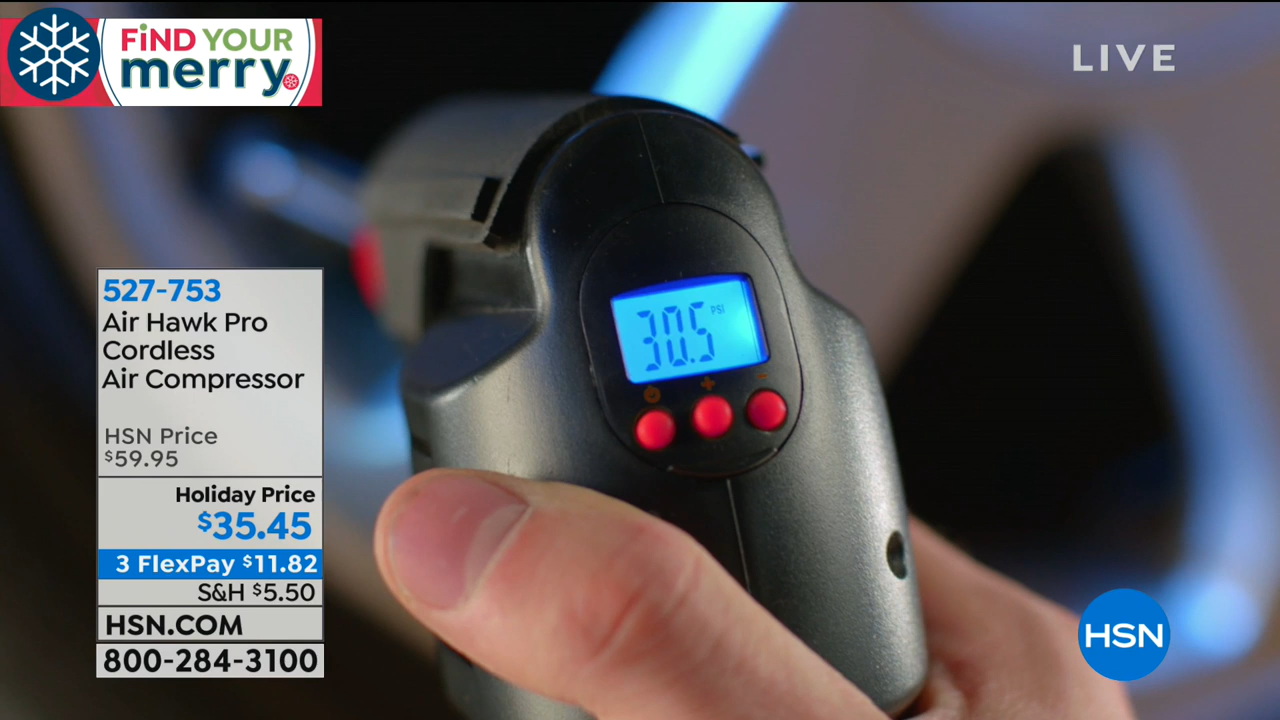 FiND YOUR
merry
LIVE
527-753
Air Hawk Pro
Cordless
Air Compressor
HSN Price
$59.95
Holiday Price
$35.45
3 FlexPay $11.82
S&H $5.50
HSN.COM
800-284-3100
30.5 PSI
+
-
HSN